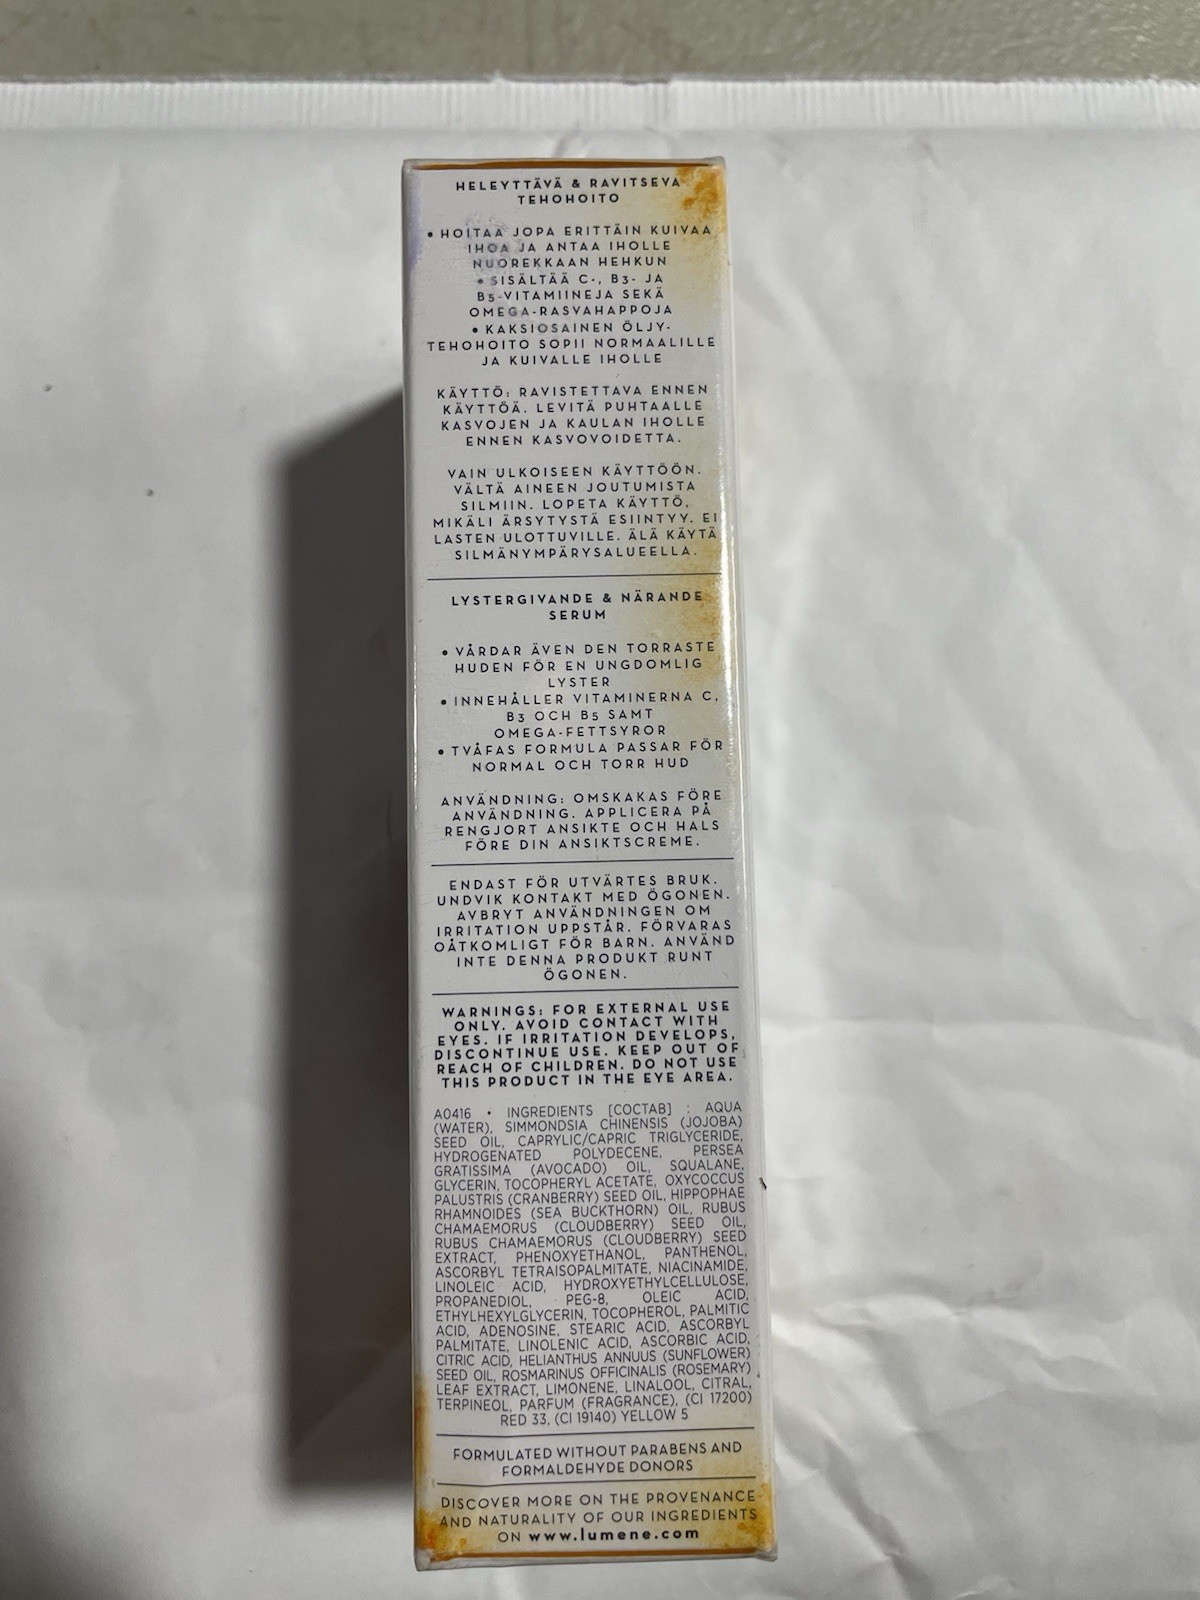 HELEYTTÄVÄ & RAVITSEVA
TEHOHOITO
• HOITAA JOPA ERITTÄIN KUIVAA
IHOA JA ANTAA IHOLLE
NUOREKKAAN HEHKUN
• SISÄLTÄÄ C-, B3- JA
B5-VITAMIINEJA SEKÄ
OMEGA-RASVAHAPPOJA
• KAKSIOSAINEN ÖLJY-
TEHOHOITO SOPII NORMAALILLE
JA KUIVALLE IHOLLE
KÄYTTÖ: RAVISTETTAVA ENNEN
KÄYTTÖÄ. LEVITÄ PUHTAALLE
KASVOJEN JA KAULAN IHOLLE
ENNEN KASVOVOIDETTA.
VAIN ULKOISEEN KÄYTTÖÖN.
VÄLTÄ AINEEN JOUTUMISTA
SILMIIN. LOPETA KÄYTTÖ,
MIKÄLI ÄRSYTYSTÄ ESIINTYY. EI
LASTEN ULOTTUVILLE. ÄLÄ KÄYTÄ
SILMÄNYMPÄRYSALUEELLA.
LYSTERGIVANDE & NÄRANDE
SERUM
• VÅRDAR ÄVEN DEN TORRASTE
HUDEN FÖR EN UNGDOMLIG
LYSTER
• INNEHÅLLER VITAMINERNA C,
B3 OCH B5 SAMT
OMEGA-FETTSYROR
• TVÅFAS FORMULA PASSAR FÖR
NORMAL OCH TORR HUD
ANVÄNDNING: OMSKAKAS FÖRE
ANVÄNDNING. APPLICERA PÅ
RENGJORT ANSIKTE OCH HALS
FÖRE DIN ANSIKTSCREME.
ENDAST FÖR UTVÄRTES BRUK.
UNDVIK KONTAKT MED ÖGONEN.
AVBRYT ANVÄNDNINGEN OM
IRRITATION UPPSTÅR. FÖRVARAS
OÅTKOMLIGT FÖR BARN. ANVÄND
INTE DENNA PRODUKT RUNT
ÖGONEN.
WARNINGS: FOR EXTERNAL USE
ONLY. AVOID CONTACT WITH
EYES. IF IRRITATION DEVELOPS,
DISCONTINUE USE. KEEP OUT OF
REACH OF CHILDREN. DO NOT USE
THIS PRODUCT IN THE EYE AREA.
A0416 • INGREDIENTS [COCTAB] : AQUA
(WATER), SIMMONDSIA CHINENSIS (JOJOBA)
SEED OIL, CAPRYLIC/CAPRIC TRIGLYCERIDE,
HYDROGENATED POLYDECENE, PERSEA
GRATISSIMA (AVOCADO) OIL, SQUALANE,
GLYCERIN, TOCOPHERYL ACETATE, OXYCOCCUS
PALUSTRIS (CRANBERRY) SEED OIL, HIPPOPHAE
RHAMNOIDES (SEA BUCKTHORN) OIL, RUBUS
CHAMAEMORUS (CLOUDBERRY) SEED OIL,
RUBUS CHAMAEMORUS (CLOUDBERRY) SEED
EXTRACT, PHENOXYETHANOL, PANTHENOL,
ASCORBYL TETRAISOPALMITATE, NIACINAMIDE,
LINOLEIC ACID, HYDROXYETHYLCELLULOSE,
PROPANEDIOL, PEG-8, OLEIC ACID,
ETHYLHEXYLGLYCERIN, TOCOPHEROL, PALMITIC
ACID, ADENOSINE, STEARIC ACID, ASCORBYL
PALMITATE, LINOLENIC ACID, ASCORBIC ACID,
CITRIC ACID, HELIANTHUS ANNUUS (SUNFLOWER)
SEED OIL, ROSMARINUS OFFICINALIS (ROSEMARY)
LEAF EXTRACT, LIMONENE, LINALOOL, CITRAL,
TERPINEOL, PARFUM (FRAGRANCE), (CI 17200)
RED 33, (CI 19140) YELLOW 5
FORMULATED WITHOUT PARABENS AND
FORMALDEHYDE DONORS
DISCOVER MORE ON THE PROVENANCE
AND NATURALITY OF OUR INGREDIENTS
ON www.lumene.com